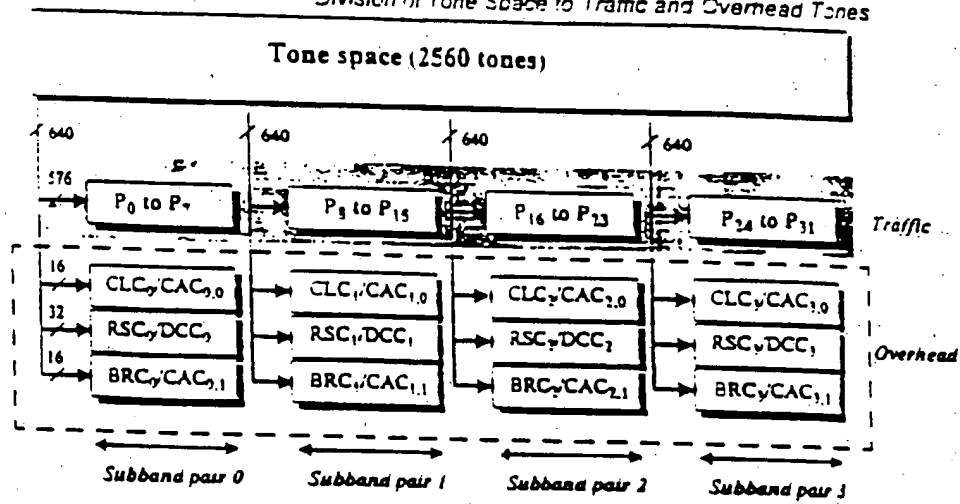 Division of Tone Space to Traffic and Overhead Tones
Tone space (2560 tones)
640 640 640 640
576
P₀ to P₇ P₈ to P₁₅ P₁₆ to P₂₃ P₂₄ to P₃₁ Traffic
16 CLC₀/CAC₀,₀ CLC₁/CAC₁,₀ CLC₂/CAC₂,₀ CLC₃/CAC₃,₀
32 RSC₀/DCC₀ RSC₁/DCC₁ RSC₂/DCC₂ RSC₃/DCC₃
Overhead
16 BRC₀/CAC₀,₁ BRC₁/CAC₁,₁ BRC₂/CAC₂,₁ BRC₃/CAC₃,₁
Subband pair 0 Subband pair 1 Subband pair 2 Subband pair 3